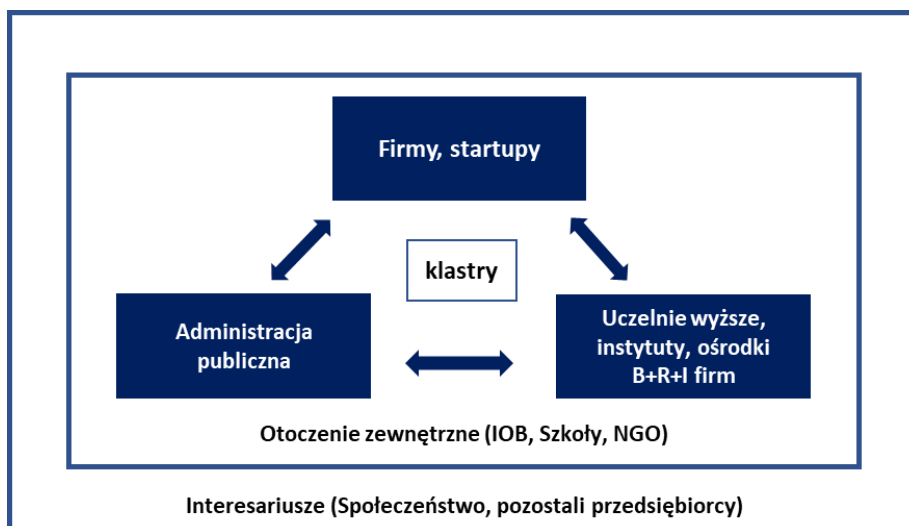 Firmy, startupy
klastry
Administracja
publiczna
Uczelnie wyższe,
instytuty, ośrodki
B+R+I firm
Otoczenie zewnętrzne (IOB, Szkoły, NGO)
Interesariusze (Społeczeństwo, pozostali przedsiębiorcy)